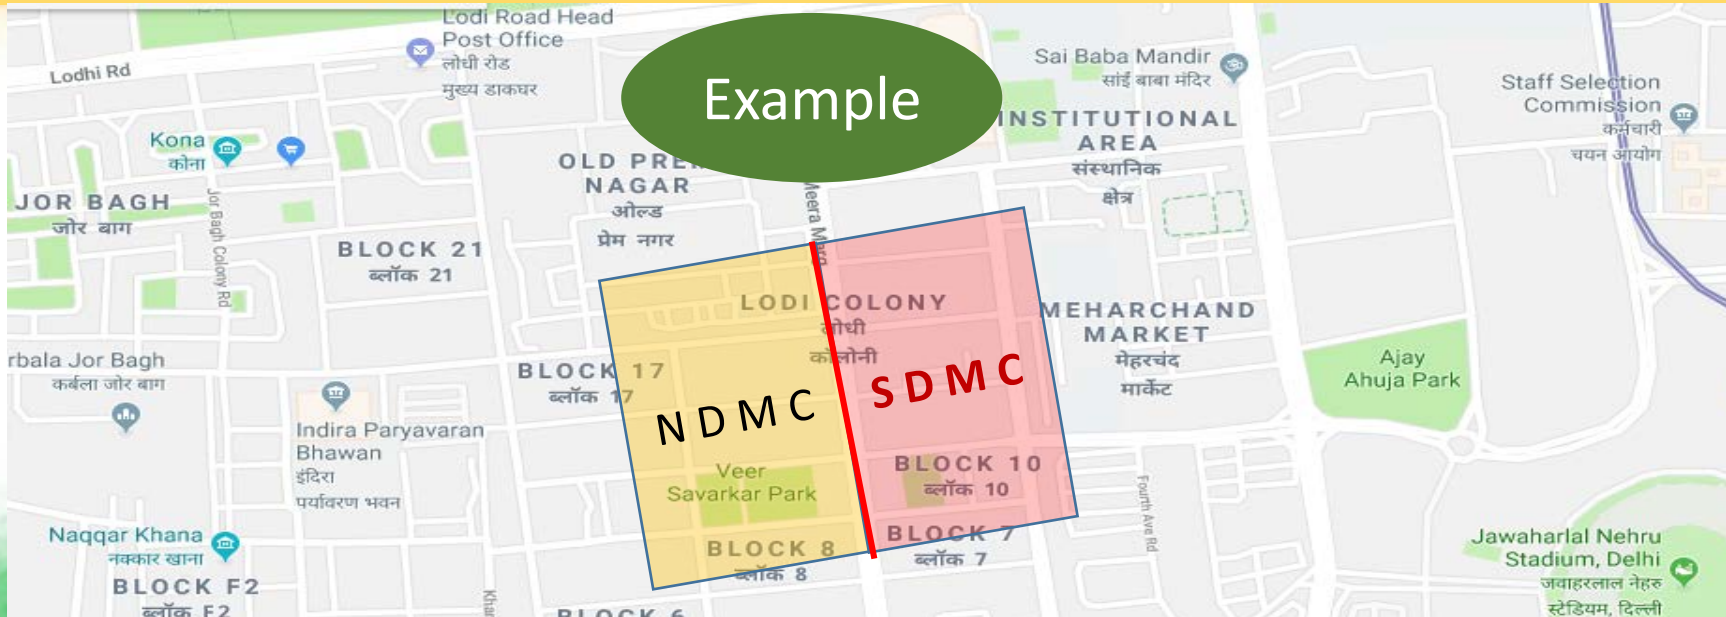 Lodi Road Head
Post Office
लोधी रोड
मुख्य डाकघर
Lodhi Rd
Example
Sai Baba Mandir
सांई बाबा मंदिर
Staff Selection
Commission
कर्मचारी
चयन आयोग
Kona
कोना
INSTITUTIONAL
AREA
संस्थानिक
क्षेत्र
OLD PRE
NAGAR
ओल्ड
प्रेम नगर
JOR BAGH
जोर बाग
Jor Bagh Colony Rd
Meera Marg
BLOCK 21
ब्लॉक 21
LODI COLONY
लोधी
कॉलोनी
MEHARCHAND
MARKET
मेहरचंद
मार्केट
Ajay
Ahuja Park
rbala Jor Bagh
कर्बला जोर बाग
BLOCK 17
ब्लॉक 17
NDMC
SDMC
Indira Paryavaran
Bhawan
इंदिरा
पर्यावरण भवन
Veer
Savarkar Park
BLOCK 10
ब्लॉक 10
Fourth Ave Rd
Naqqar Khana
नक्कार खाना
BLOCK 8
ब्लॉक 8
BLOCK 7
ब्लॉक 7
Jawaharlal Nehru
Stadium, Delhi
जवाहरलाल नेहरु
स्टेडियम, दिल्ली
BLOCK F2
ब्लॉक F2
Khan
BLOCK 6